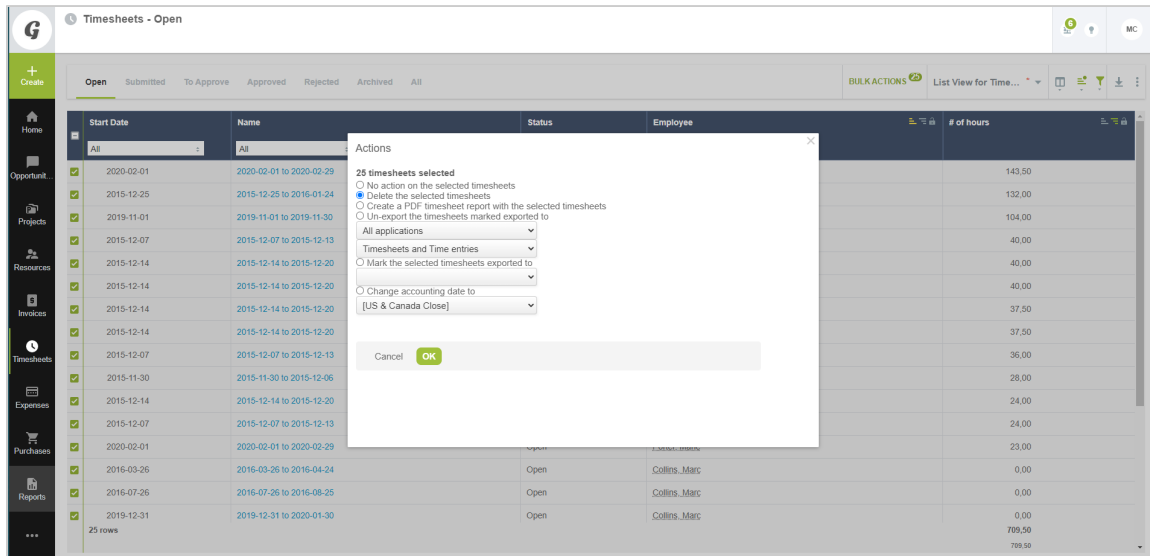 G
Timesheets - Open
6
MC
Create
Home
Opportunit...
Projects
Resources
Invoices
Timesheets
Expenses
Purchases
Reports
Open Submitted To Approve Approved Rejected Archived All
BULK ACTIONS 25 List View for Time... *
Start Date Name Status Employee # of hours
All All
2020-02-01 2020-02-01 to 2020-02-29 143,50
2015-12-25 2015-12-25 to 2016-01-24 132,00
2019-11-01 2019-11-01 to 2019-11-30 104,00
2015-12-07 2015-12-07 to 2015-12-13 40,00
2015-12-14 2015-12-14 to 2015-12-20 40,00
2015-12-14 2015-12-14 to 2015-12-20 40,00
2015-12-14 2015-12-14 to 2015-12-20 37,50
2015-12-14 2015-12-14 to 2015-12-20 37,50
2015-12-07 2015-12-07 to 2015-12-13 36,00
2015-11-30 2015-11-30 to 2015-12-06 28,00
2015-12-14 2015-12-14 to 2015-12-20 24,00
2015-12-07 2015-12-07 to 2015-12-13 24,00
2020-02-01 2020-02-01 to 2020-02-29 Open 23,00
2016-03-26 2016-03-26 to 2016-04-24 Open Collins, Marc 0,00
2016-07-26 2016-07-26 to 2016-08-25 Open Collins, Marc 0,00
2019-12-31 2019-12-31 to 2020-01-30 Open Collins, Marc 0,00
25 rows 709,50
709,50
Actions
25 timesheets selected
No action on the selected timesheets
Delete the selected timesheets
Create a PDF timesheet report with the selected timesheets
Un-export the timesheets marked exported to
All applications
Timesheets and Time entries
Mark the selected timesheets exported to
Change accounting date to
[US & Canada Close]
Cancel OK